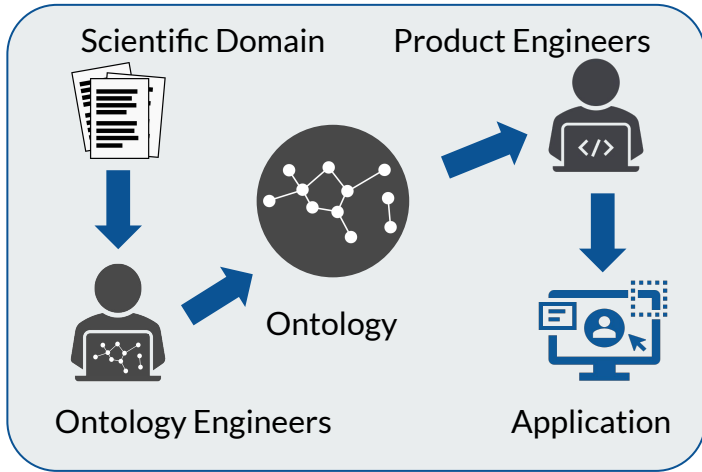 Scientific Domain
Product Engineers
</>
Ontology
Ontology Engineers
Application